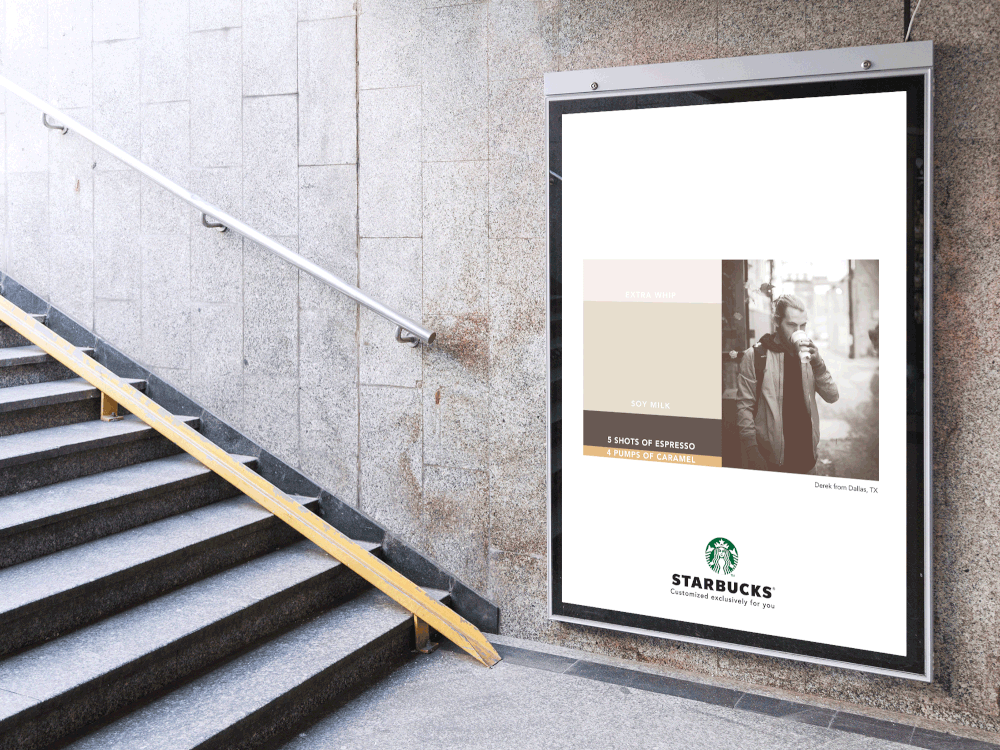 EXTRA WHIP
SOY MILK
5 SHOTS OF ESPRESSO
4 PUMPS OF CARAMEL
Derek from Dallas, TX
STARBUCKS®
Customized exclusively for you